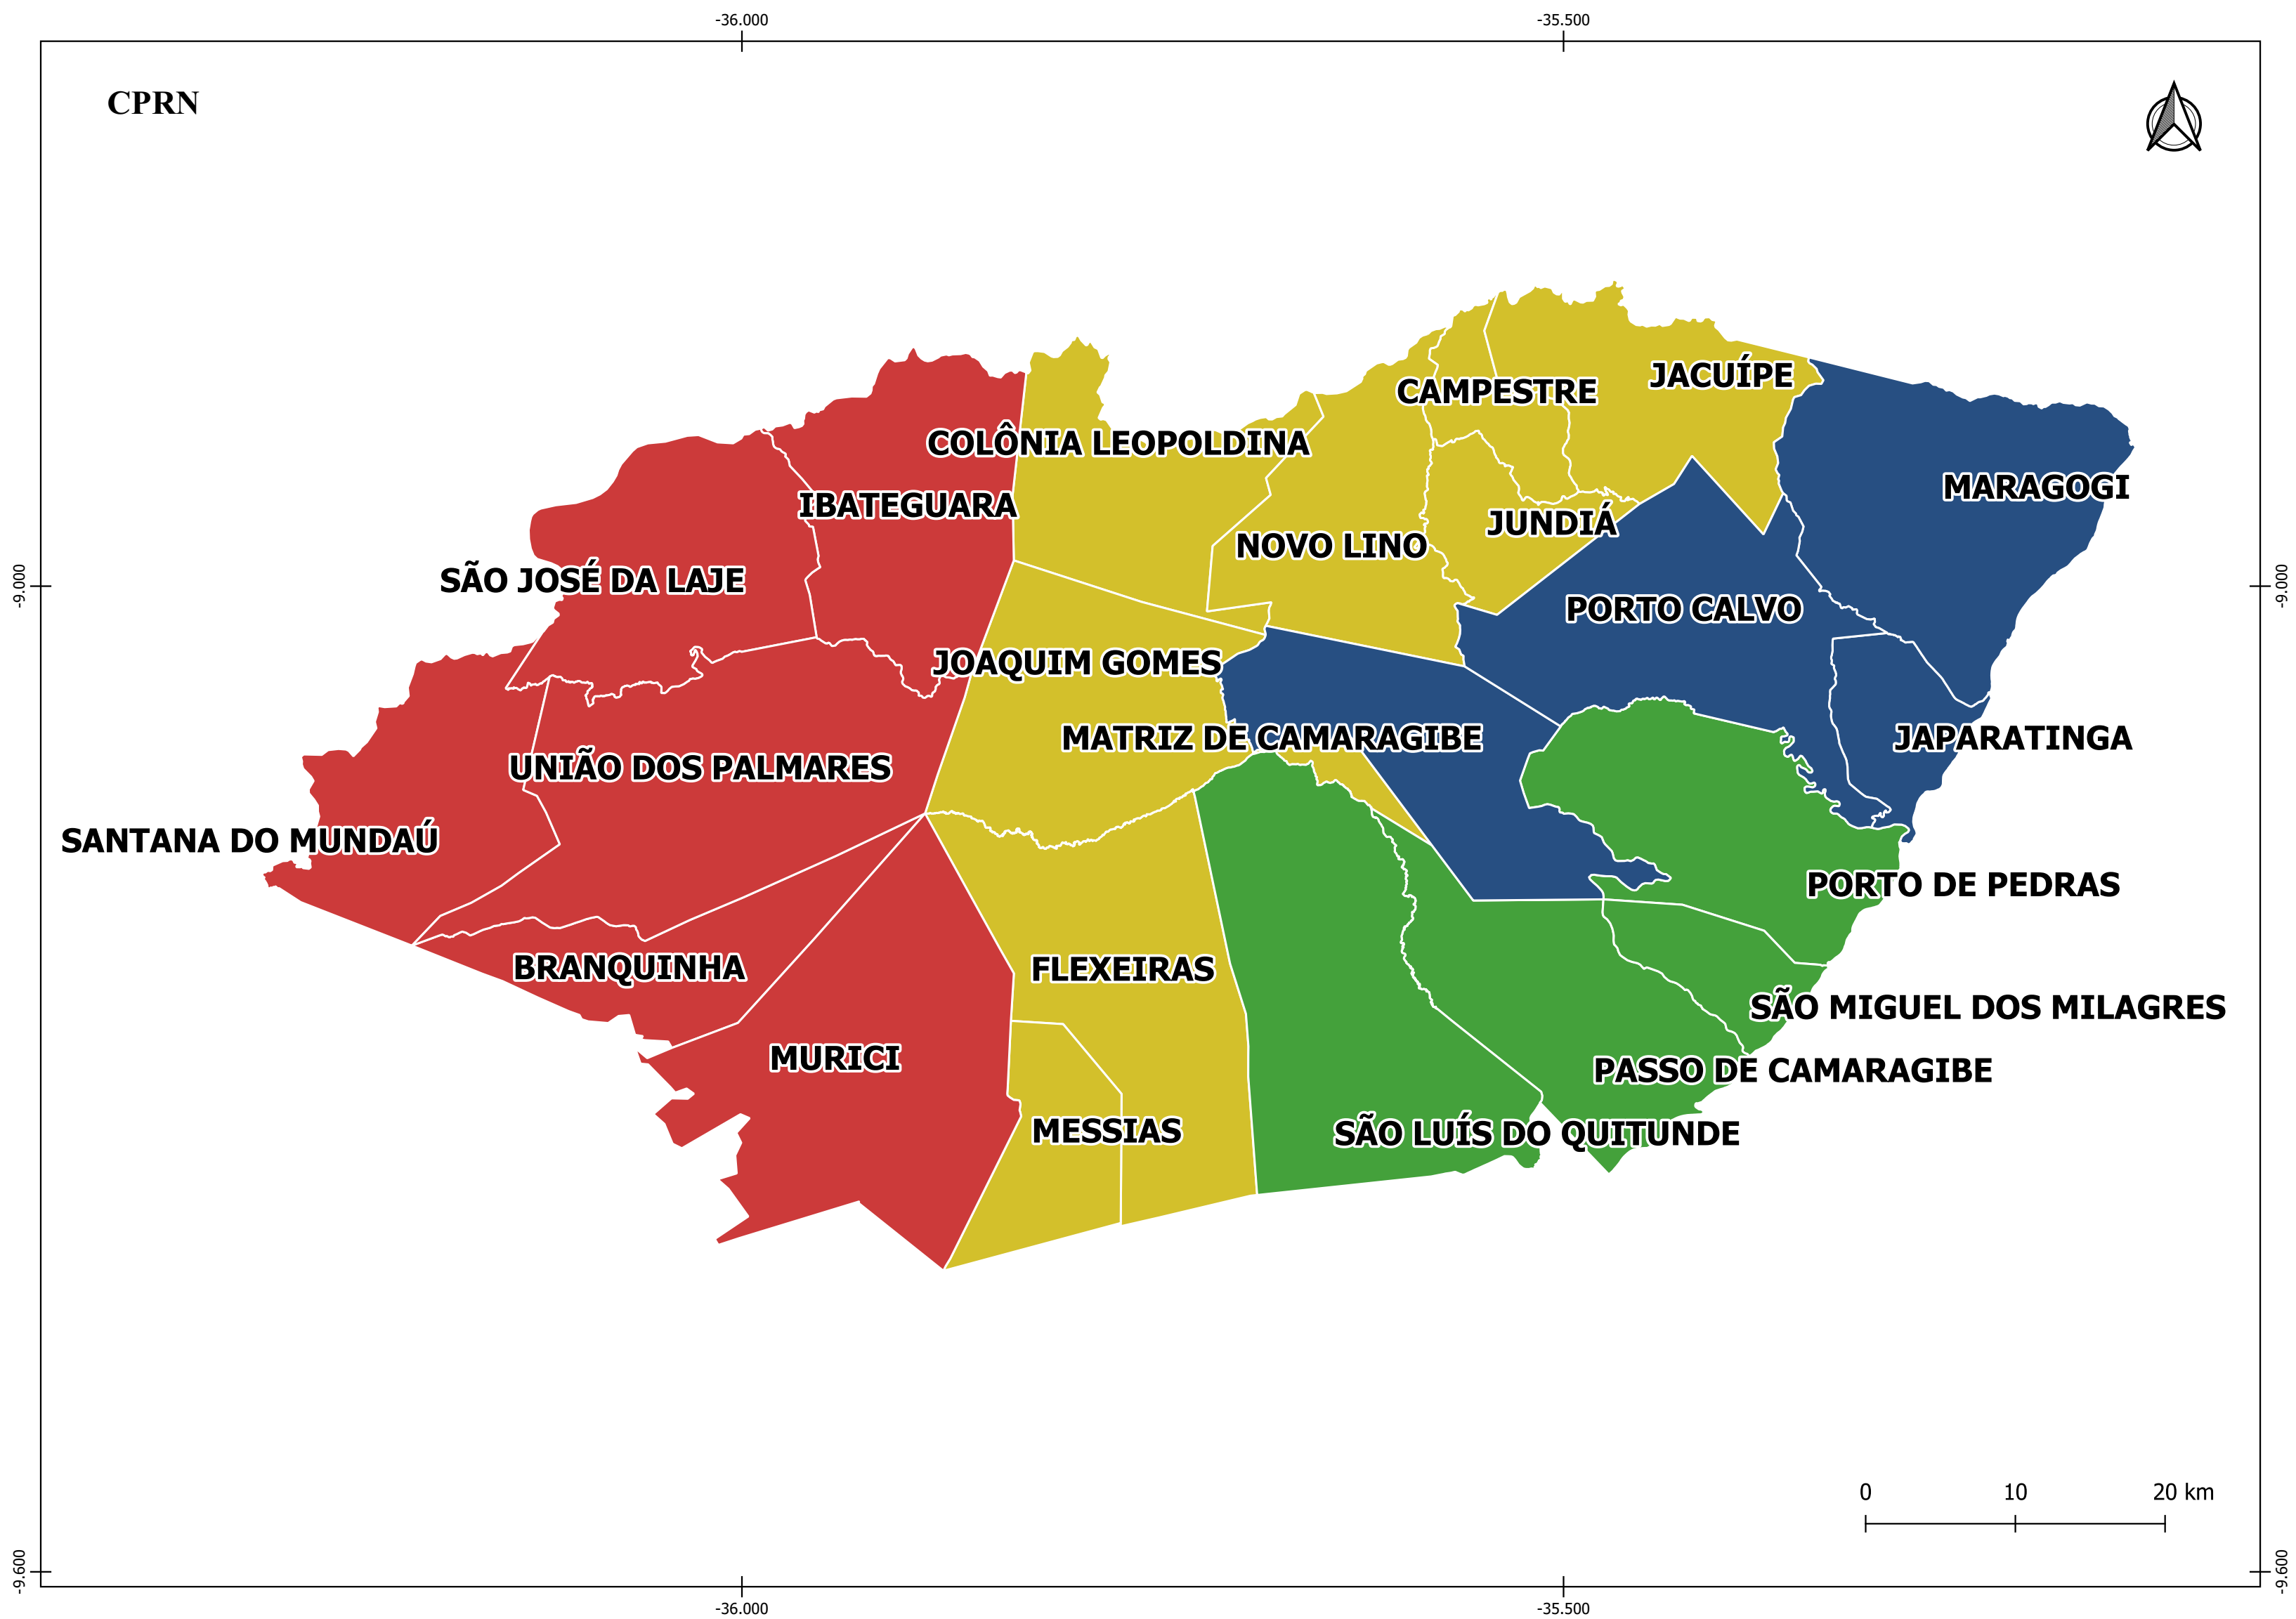 -36.000
-35.500
CPRN
JACUÍPE
CAMPESTRE
COLÔNIA LEOPOLDINA
MARAGOGI
IBATEGUARA
JUNDIÁ
NOVO LINO
SÃO JOSÉ DA LAJE
-9.000
-9.000
PORTO CALVO
JOAQUIM GOMES
MATRIZ DE CAMARAGIBE
JAPARATINGA
UNIÃO DOS PALMARES
SANTANA DO MUNDAÚ
PORTO DE PEDRAS
BRANQUINHA
FLEXEIRAS
SÃO MIGUEL DOS MILAGRES
MURICI
PASSO DE CAMARAGIBE
MESSIAS
SÃO LUÍS DO QUITUNDE
0 10 20 km
-9.600
-9.600
-36.000
-35.500